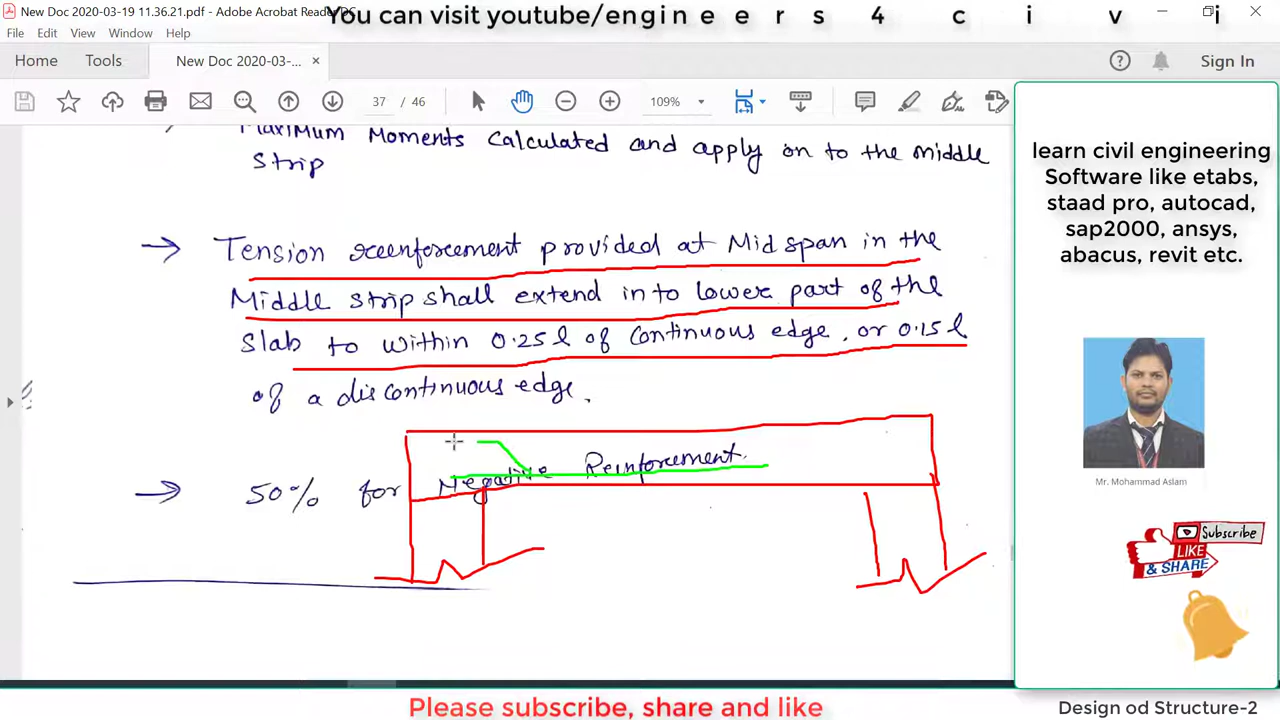 New Doc 2020-03-19 11.36.21.pdf - Adobe Acrobat Reader DC
You can visit youtube/engineers4civi
File Edit View Window Help
Home Tools New Doc 2020-03-... × Sign In
37 / 46 109%
Maximum Moments Calculated and apply on to the middle
Strip
→ Tension reenforcement provided at Mid span in the
Middle strip shall extend in to lower part of the
Slab to within 0.25 l of Continuous edge, or 0.15 l
of a discontinuous edge.
→ 50% for Negative Reinforcement.
learn civil engineering
Software like etabs,
staad pro, autocad,
sap2000, ansys,
abacus, revit etc.
Mr. Mohammad Aslam
Subscribe
LIKE
& SHARE
Please subscribe, share and like
Design od Structure-2